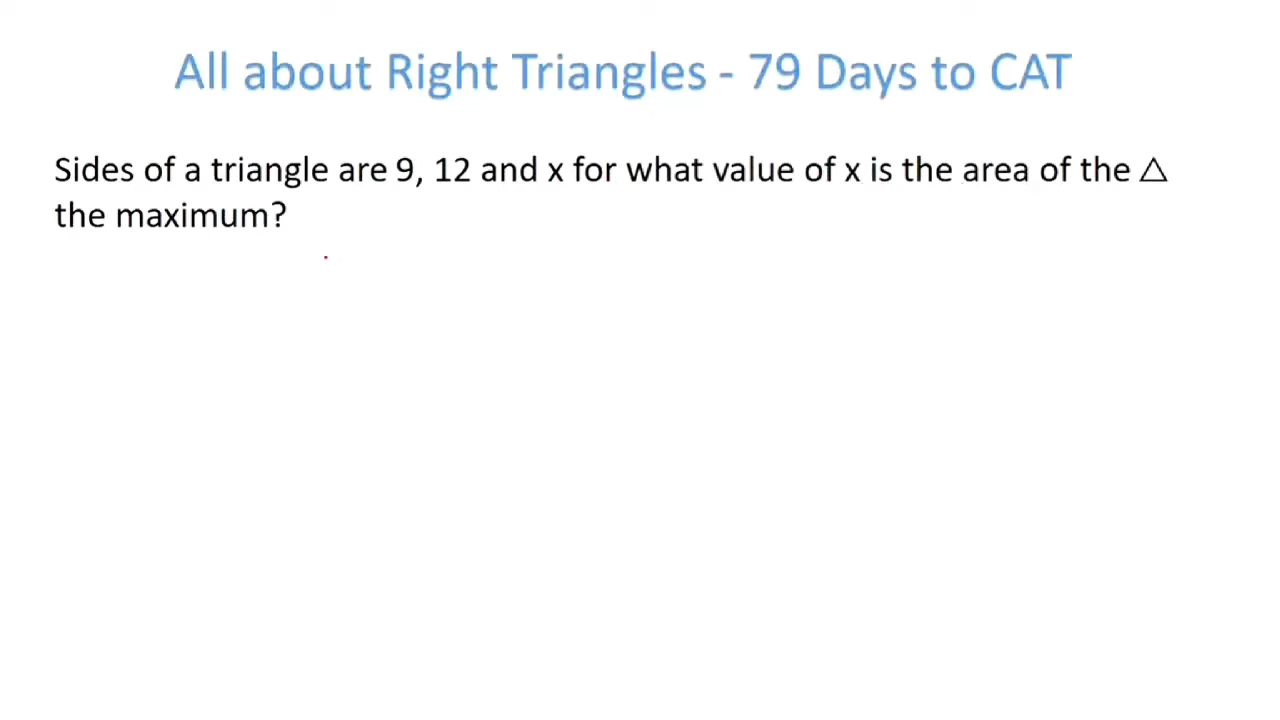 All about Right Triangles - 79 Days to CAT
Sides of a triangle are 9, 12 and x for what value of x is the area of the △
the maximum?